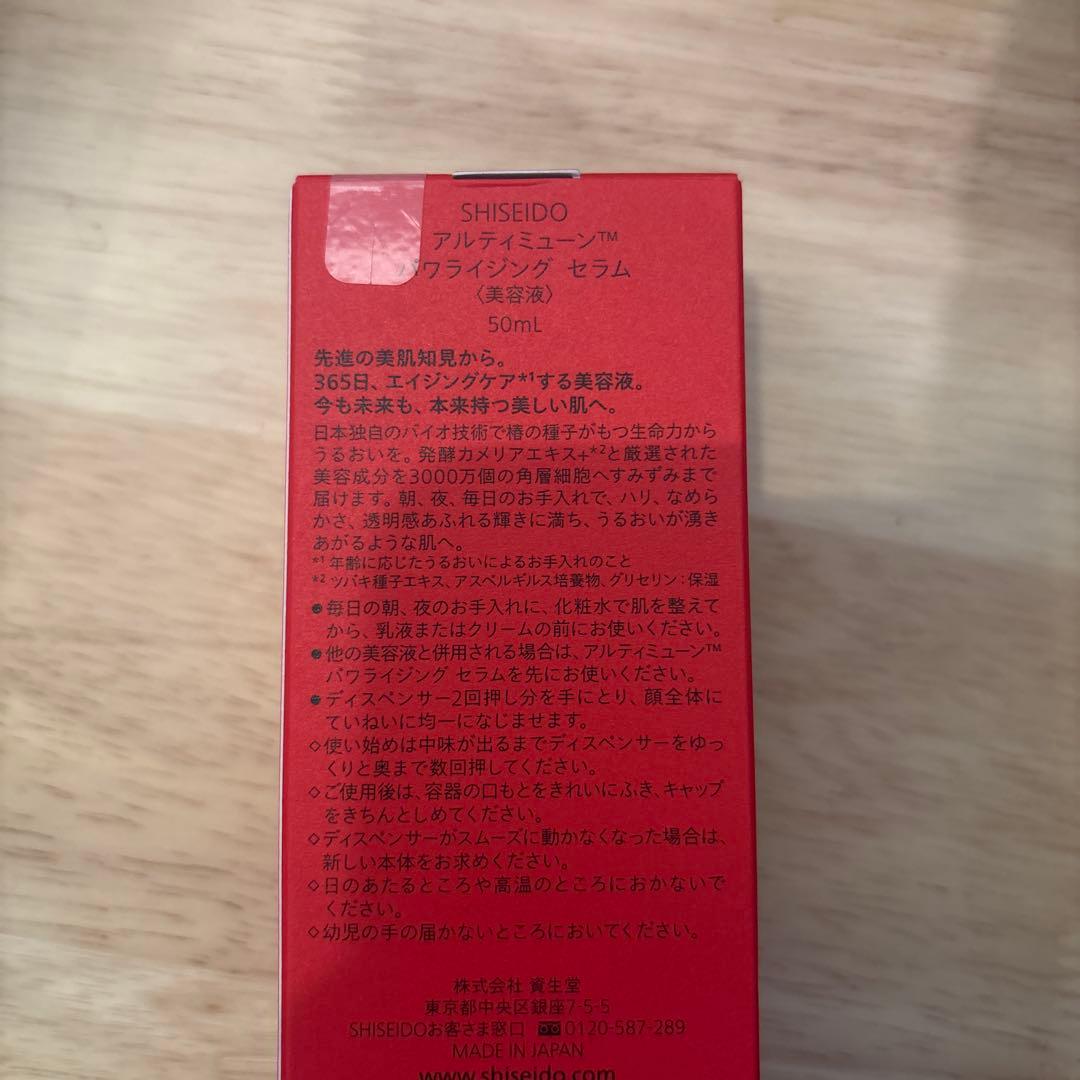 SHISEIDO
アルティミューン™
パワライジング セラム
〈美容液〉
50mL
先進の美肌知見から。
365日、エイジングケア*1する美容液。
今も未来も、本来持つ美しい肌へ。
日本独自のバイオ技術で椿の種子がもつ生命力から
うるおいを。発酵カメリアエキス+*2と厳選された
美容成分を3000万個の角層細胞へすみずみまで
届けます。朝、夜、毎日のお手入れで、ハリ、なめら
かさ、透明感あふれる輝きに満ち、うるおいが湧き
あがるような肌へ。
*1 年齢に応じたうるおいによるお手入れのこと
*2 ツバキ種子エキス、アスペルギルス培養物、グリセリン：保湿
●毎日の朝、夜のお手入れに、化粧水で肌を整えて
から、乳液またはクリームの前にお使いください。
●他の美容液と併用される場合は、アルティミューン™
パワライジング セラムを先にお使いください。
●ディスペンサー2回押し分を手にとり、顔全体に
ていねいに均一になじませます。
◇使い始めは中味が出るまでディスペンサーをゆっ
くりと奥まで数回押してください。
◇ご使用後は、容器の口もとをきれいにふき、キャップ
をきちんとしめてください。
◇ディスペンサーがスムーズに動かなくなった場合は、
新しい本体をお求めください。
◇日のあたるところや高温のところにおかないで
ください。
◇幼児の手の届かないところにおいてください。
株式会社 資生堂
東京都中央区銀座7-5-5
SHISEIDOお客さま窓口 0120-587-289
MADE IN JAPAN
www.shiseido.com